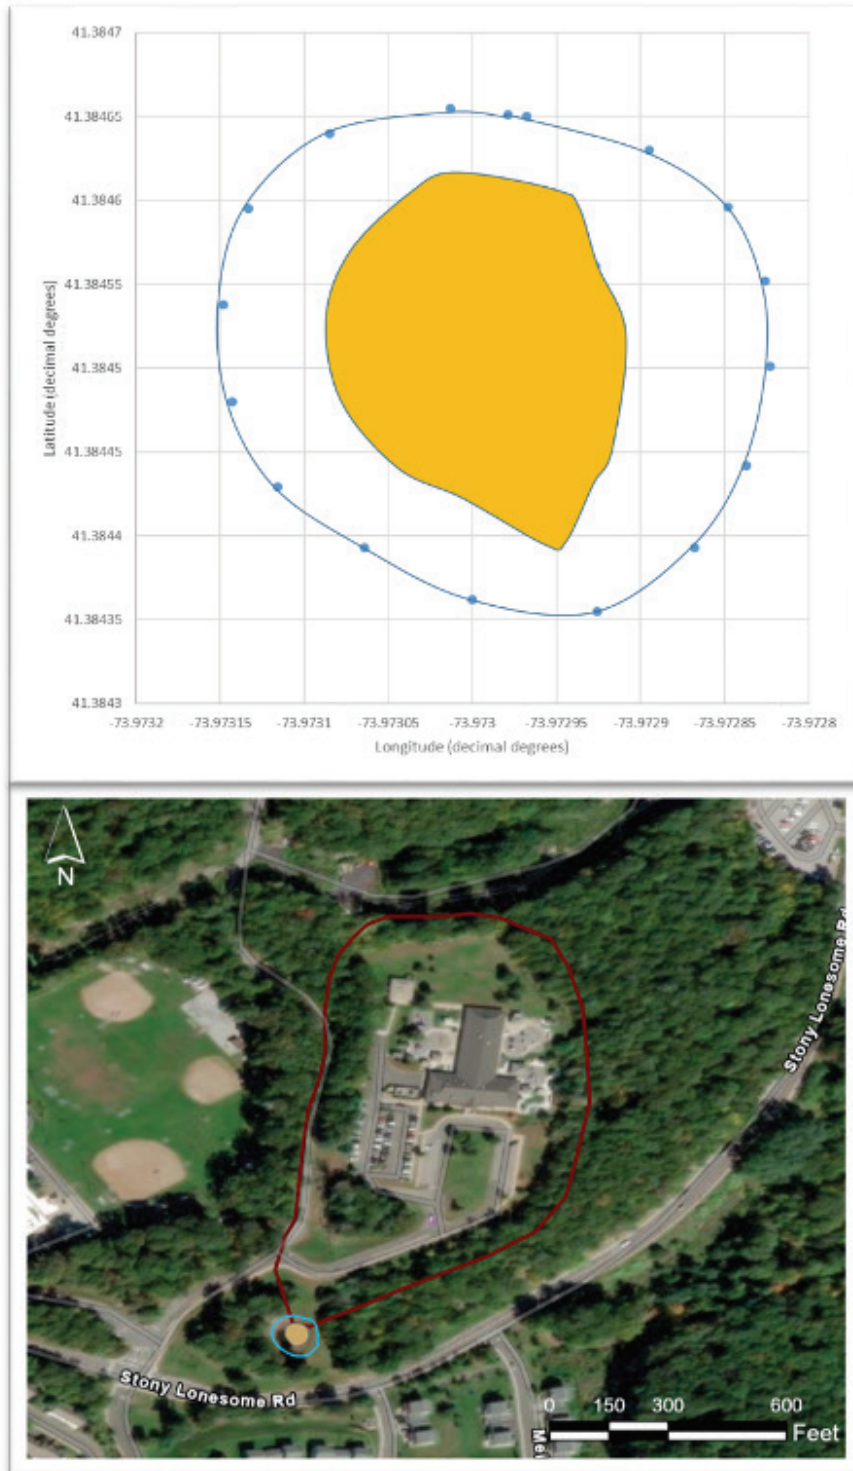 41.3847
41.38465
41.3846
41.38455
41.3845
41.38445
41.3844
41.38435
41.3843
Latitude (decimal degrees)
-73.9732 -73.97315 -73.9731 -73.97305 -73.973 -73.97295 -73.9729 -73.97285 -73.9728
Longitude (decimal degrees)
N
Stony Lonesome Rd
Stony Lonesome Rd
0 150 300 600
Feet